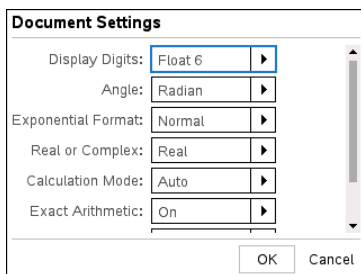 Document Settings
Display Digits: Float 6
Angle: Radian
Exponential Format: Normal
Real or Complex: Real
Calculation Mode: Auto
Exact Arithmetic: On
OK Cancel